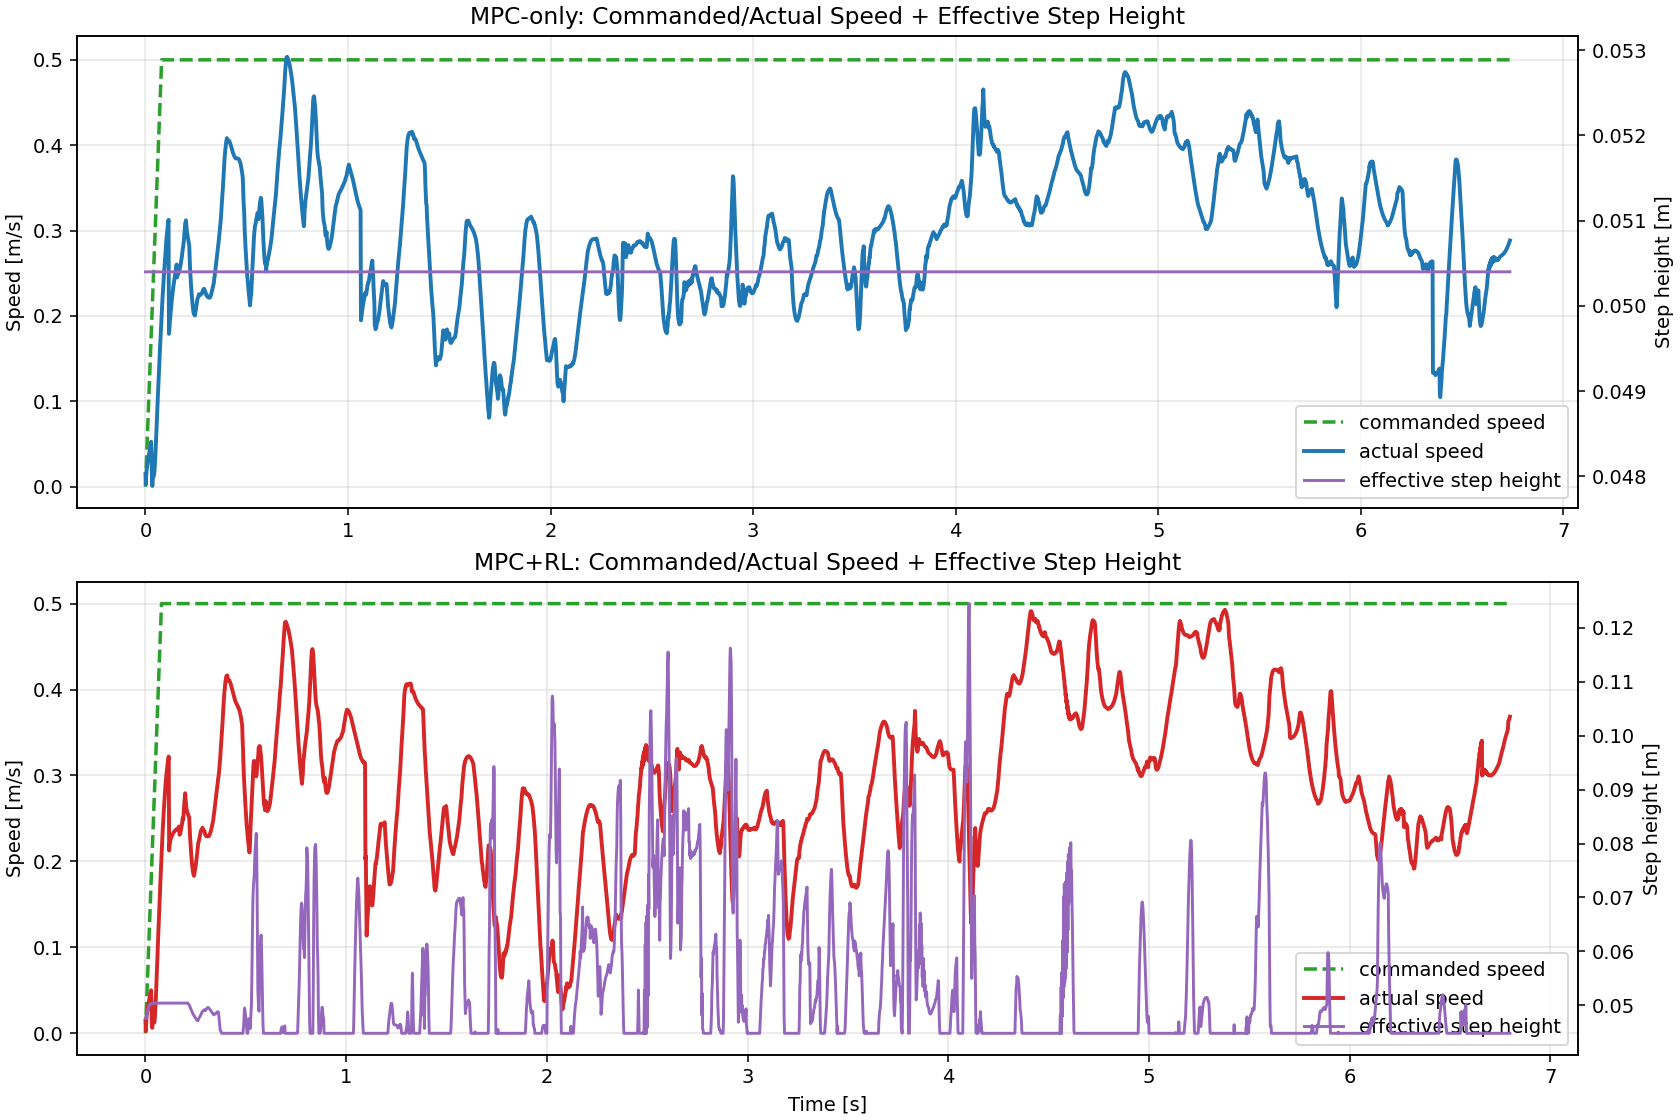 MPC-only: Commanded/Actual Speed + Effective Step Height
Speed [m/s]
0.5
0.4
0.3
0.2
0.1
0.0
0.053
0.052
0.051
0.050
0.049
0.048
Step height [m]
commanded speed
actual speed
effective step height
0 1 2 3 4 5 6 7
MPC+RL: Commanded/Actual Speed + Effective Step Height
Speed [m/s]
0.5
0.4
0.3
0.2
0.1
0.0
0.12
0.11
0.10
0.09
0.08
0.07
0.06
0.05
Step height [m]
commanded speed
actual speed
effective step height
0 1 2 3 4 5 6 7
Time [s]